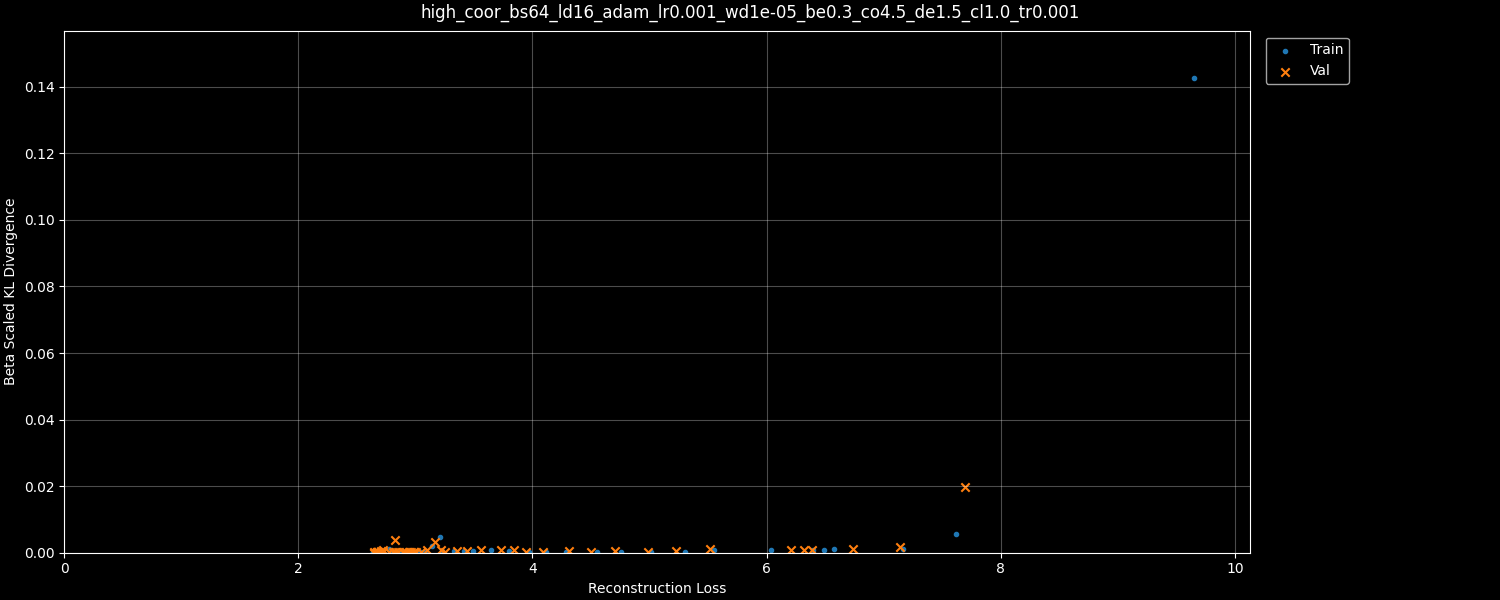 high_coor_bs64_ld16_adam_lr0.001_wd1e-05_be0.3_co4.5_de1.5_cl1.0_tr0.001
Train
Val
Beta Scaled KL Divergence
0.14
0.12
0.10
0.08
0.06
0.04
0.02
0.00
0 2 4 6 8 10
Reconstruction Loss